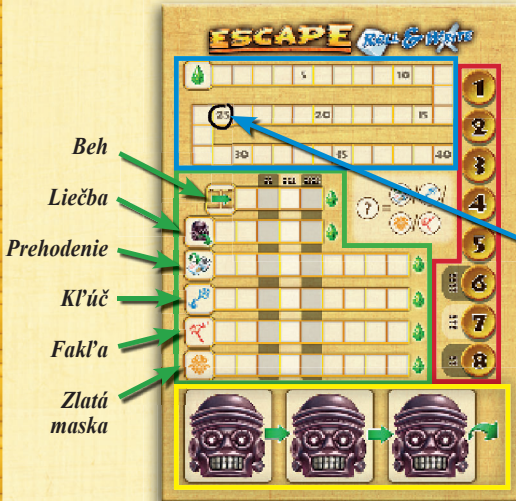 ESCAPE ROLL & WRITE
5 10
25 20 15
30 35 40
Beh
Liečba
Prehodenie
Kľúč
Fakľa
Zlatá
maska
? = / /
1
2
3
4
5
6
7
8